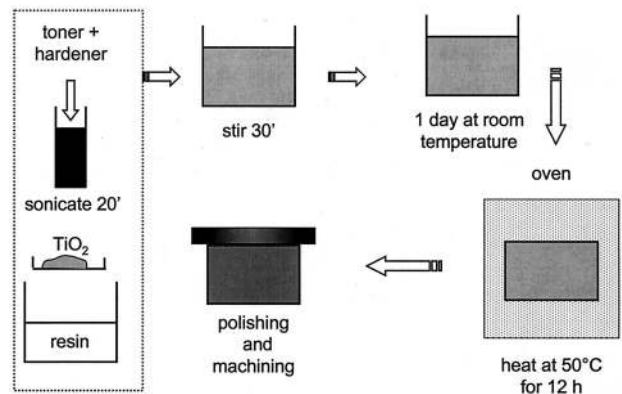 toner +
hardener
sonicate 20'
TiO₂
resin
stir 30'
1 day at room
temperature
oven
heat at 50°C
for 12 h
polishing
and
machining